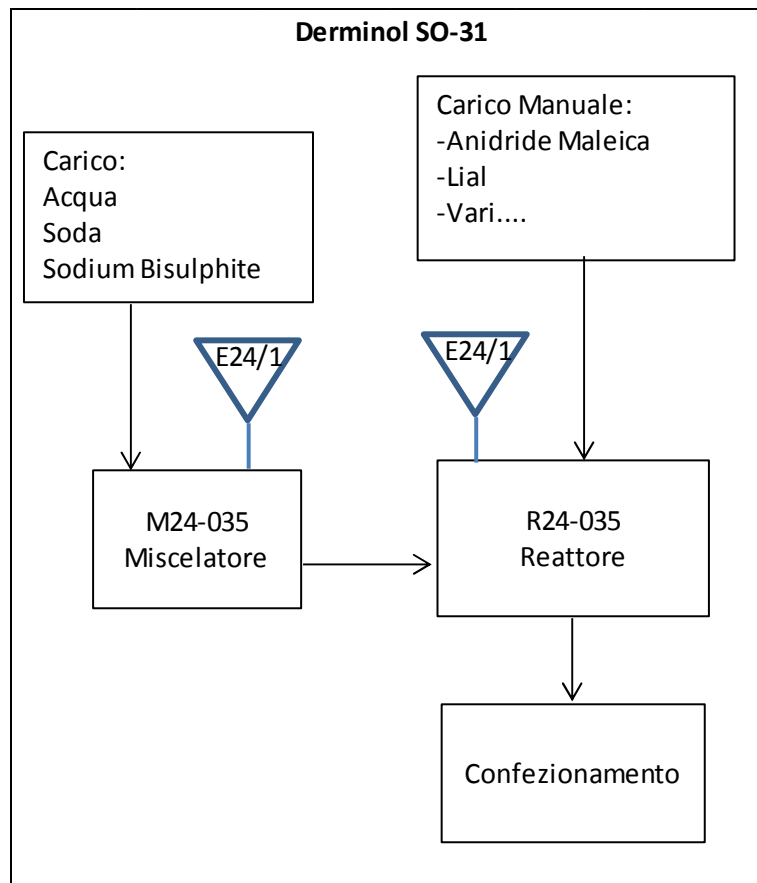 Derminol SO-31
Carico:
Acqua
Soda
Sodium Bisulphite
Carico Manuale:
-Anidride Maleica
-Lial
-Vari....
E24/1
E24/1
M24-035
Miscelatore
R24-035
Reattore
Confezionamento